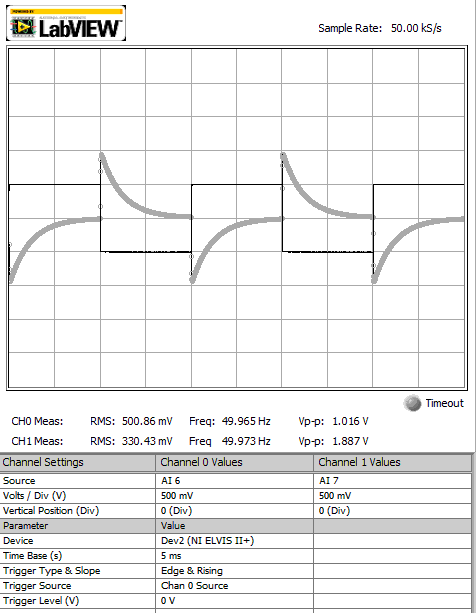 LabVIEW
Sample Rate: 50.00 kS/s
Timeout
CH0 Meas: RMS: 500.86 mV Freq: 49.965 Hz Vp-p: 1.016 V
CH1 Meas: RMS: 330.43 mV Freq 49.973 Hz Vp-p: 1.887 V
Channel Settings Channel 0 Values Channel 1 Values
Source AI 6 AI 7
Volts / Div (V) 500 mV 500 mV
Vertical Position (Div) 0 (Div) 0 (Div)
Parameter Value
Device Dev2 (NI ELVIS II+)
Time Base (s) 5 ms
Trigger Type & Slope Edge & Rising
Trigger Source Chan 0 Source
Trigger Level (V) 0 V